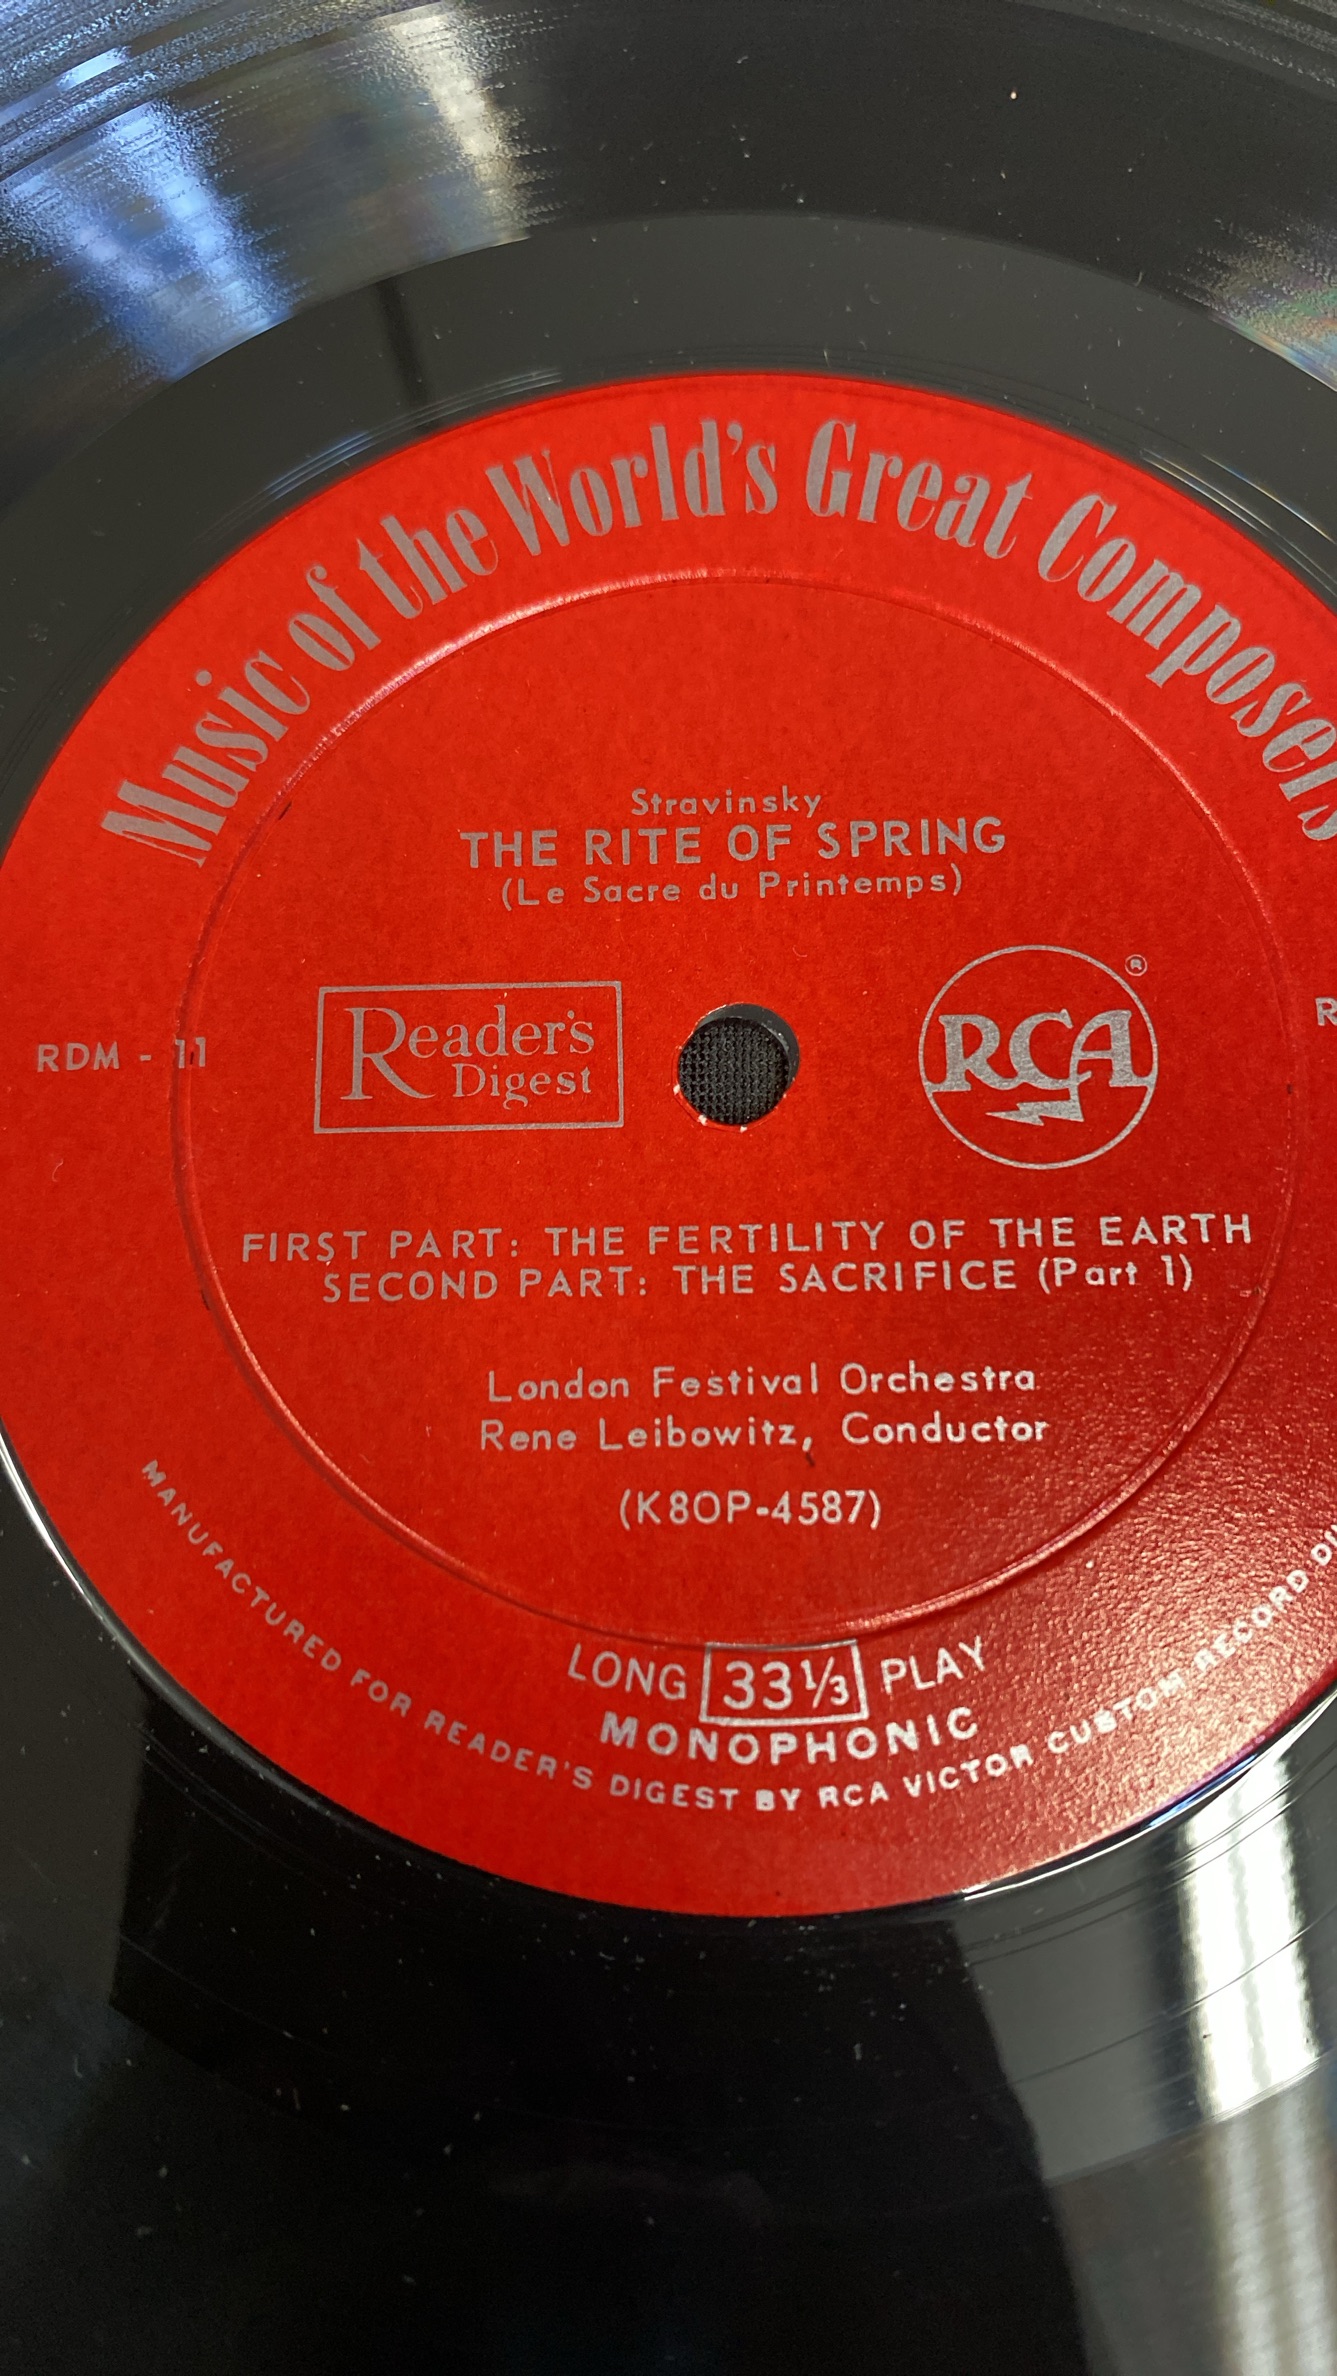 Music of the World's Great Composers
Stravinsky
THE RITE OF SPRING
(Le Sacre du Printemps)
RDM - 11
Reader's
Digest
RCA
®
FIRST PART: THE FERTILITY OF THE EARTH
SECOND PART: THE SACRIFICE (Part 1)
London Festival Orchestra
Rene Leibowitz, Conductor
(K8OP-4587)
LONG 33⅓ PLAY
MONOPHONIC
MANUFACTURED FOR READER'S DIGEST BY RCA VICTOR CUSTOM RECORD